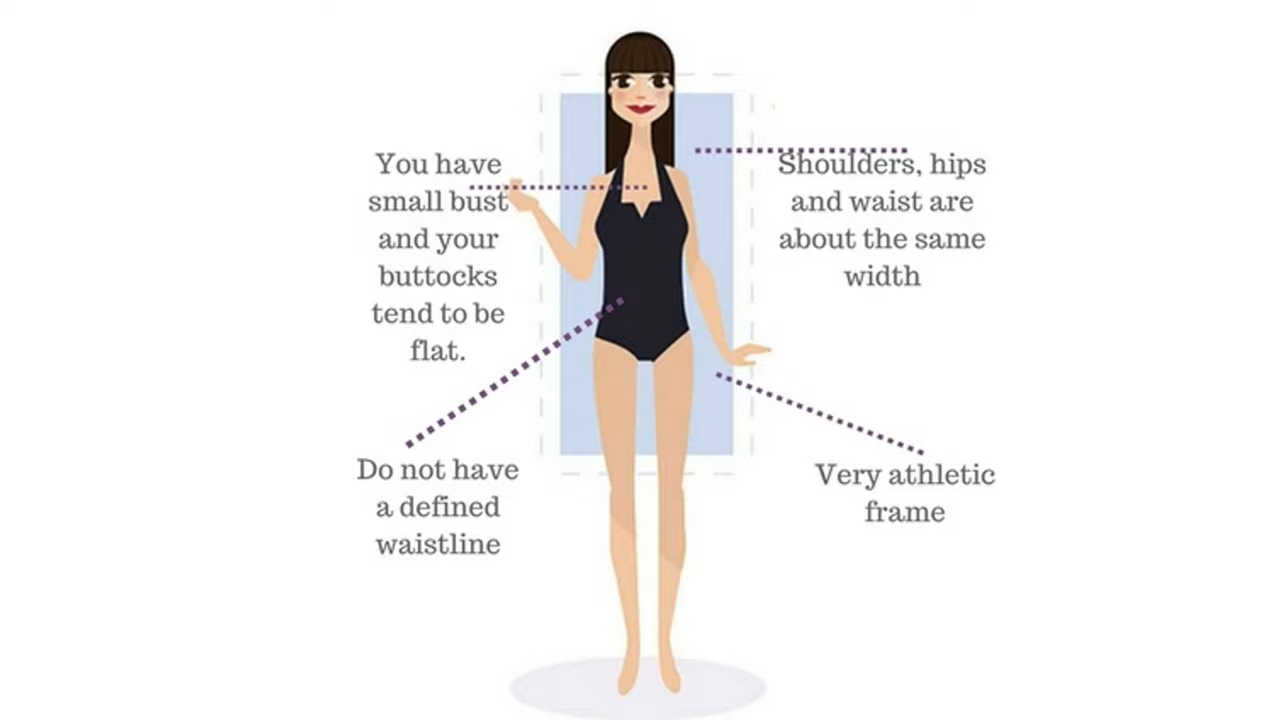 You have
small bust
and your
buttocks
tend to be
flat.
Shoulders, hips
and waist are
about the same
width
Do not have
a defined
waistline
Very athletic
frame